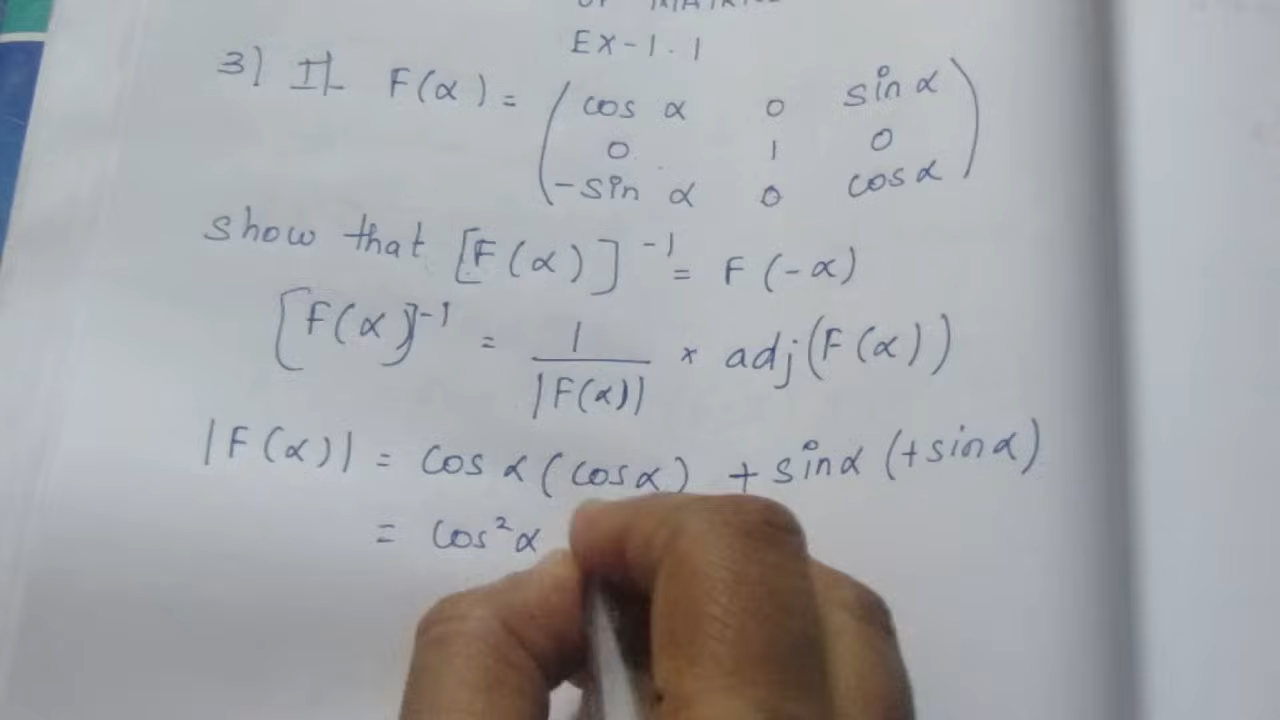 EX-1.1
3) If F(α) = ( cos α 0 sin α
0 1 0
-sin α 0 cos α )
show that [F(α)]⁻¹ = F(-α)
[F(α)]⁻¹ = 1/|F(α)| × adj(F(α))
|F(α)| = cos α (cos α) + sin α (+sin α)
= cos²α